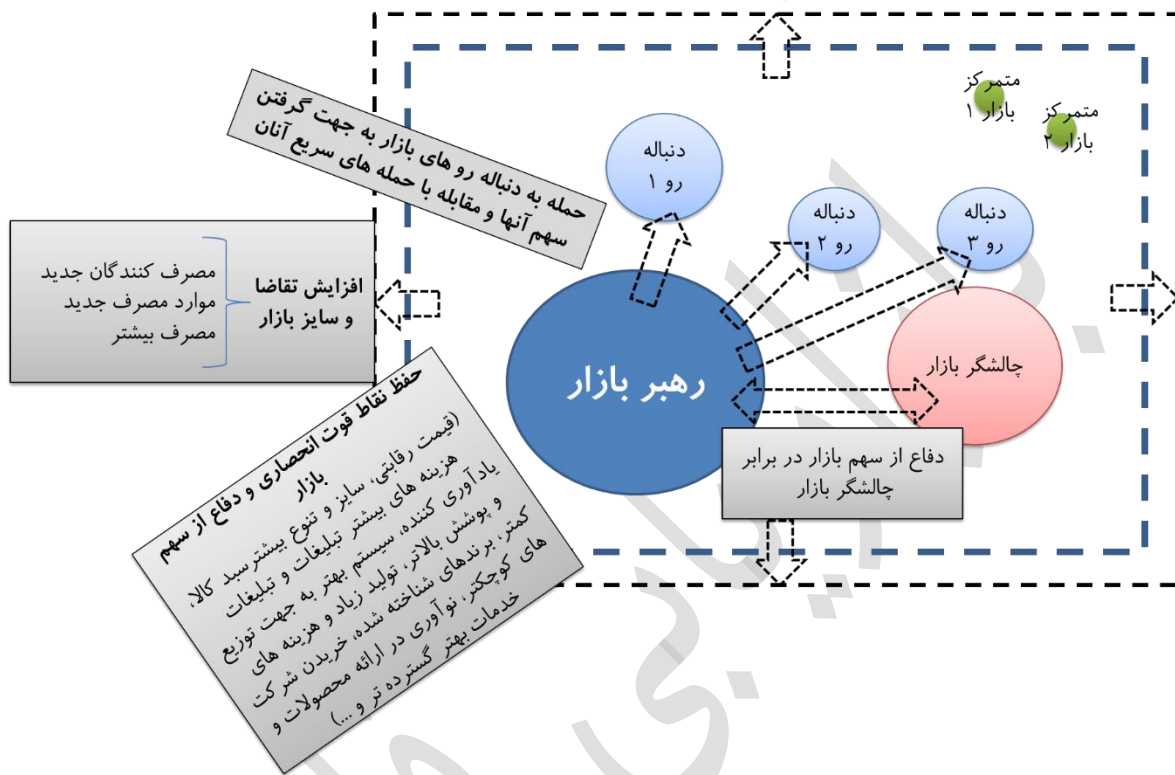 متمرکز
بازار ۱
متمرکز
بازار ۲
دنباله
رو ۱
دنباله
رو ۲
دنباله
رو ۳
حمله به دنباله رو های بازار به جهت گرفتن
سهم آنها و مقابله با حمله های سریع آنان
افزایش تقاضا
و سایز بازار
مصرف کنندگان جدید
موارد مصرف جدید
مصرف بیشتر
رهبر بازار
چالشگر بازار
دفاع از سهم بازار در برابر
چالشگر بازار
حفظ نقاط قوت انحصاری و دفاع از سهم
بازار
(قیمت رقابتی، سایز و تنوع بیشترسبد کالا،
هزینه های بیشتر تبلیغات و تبلیغات
یادآوری کننده، سیستم بهتر به جهت توزیع
و پوشش بالاتر، تولید زیاد و هزینه های
کمتر، برندهای شناخته شده، خریدن شرکت
های کوچکتر، نوآوری در ارائه محصولات و
خدمات بهتر گسترده تر و ...)